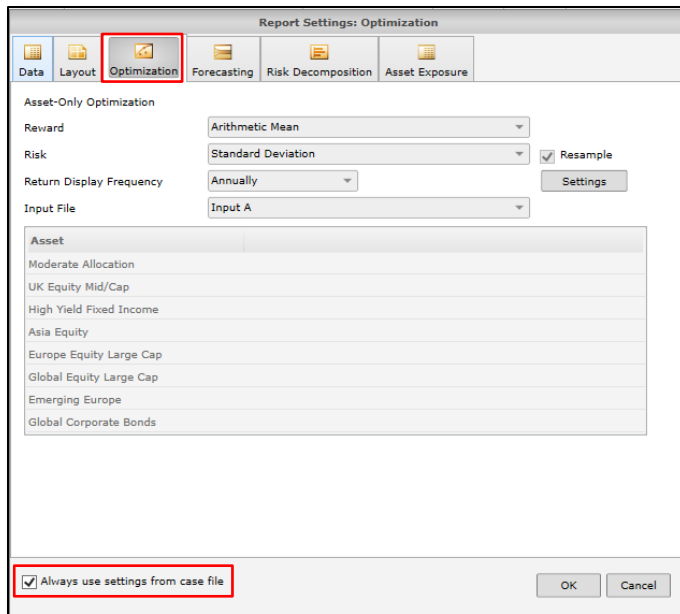 Report Settings: Optimization
Data Layout Optimization Forecasting Risk Decomposition Asset Exposure
Asset-Only Optimization
Reward Arithmetic Mean
Risk Standard Deviation Resample
Return Display Frequency Annually Settings
Input File Input A
Asset
Moderate Allocation
UK Equity Mid/Cap
High Yield Fixed Income
Asia Equity
Europe Equity Large Cap
Global Equity Large Cap
Emerging Europe
Global Corporate Bonds
Always use settings from case file OK Cancel